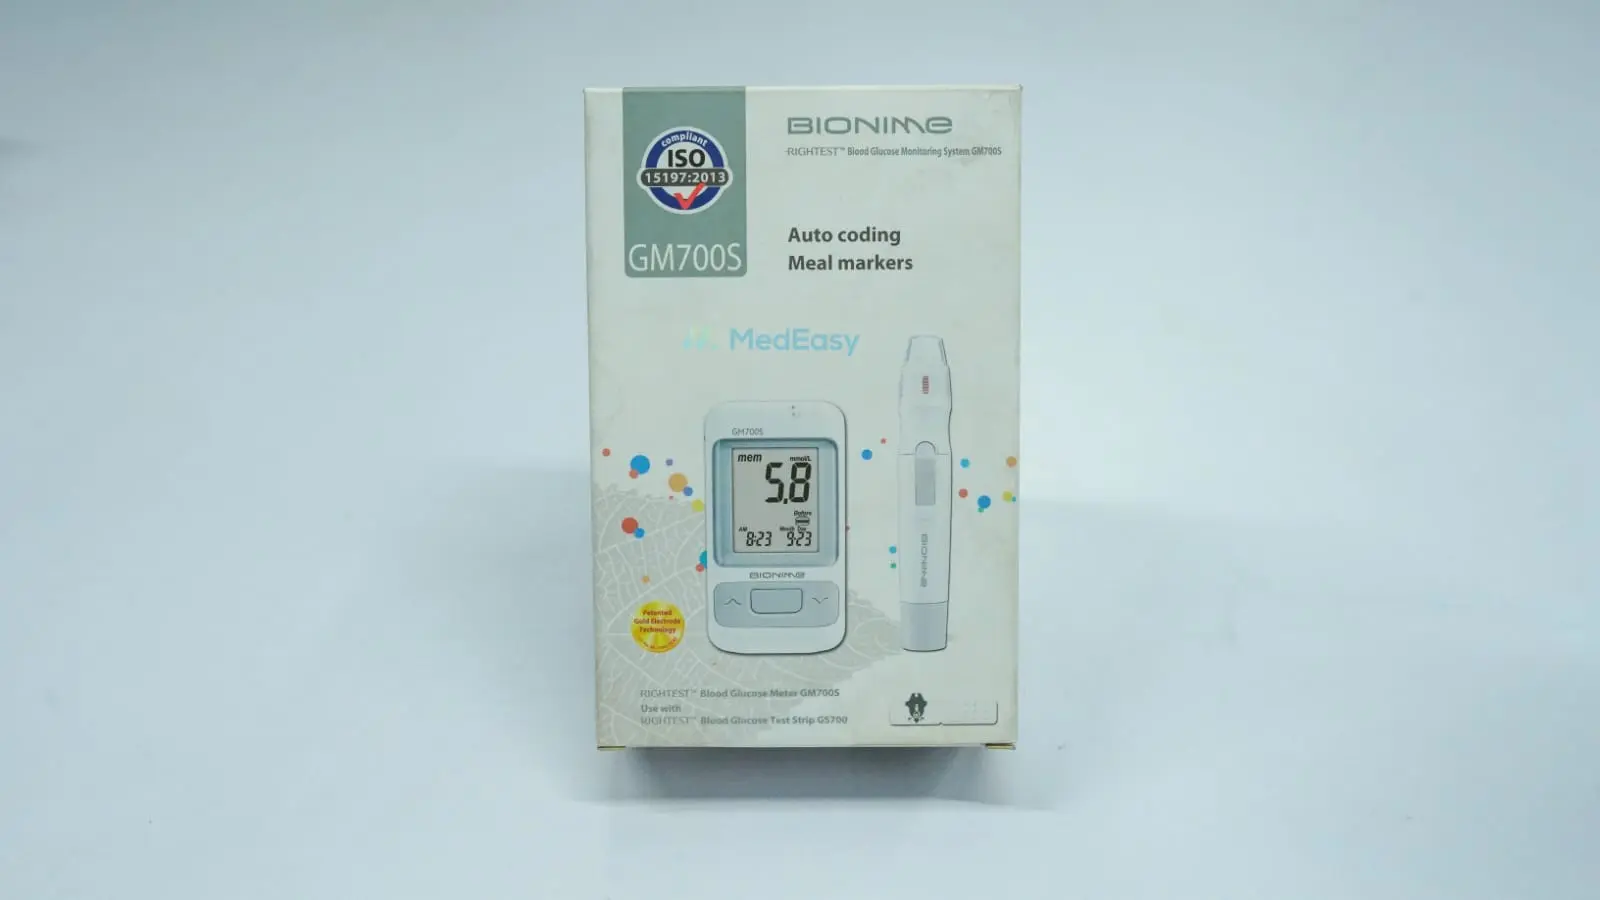 compliant
ISO
15197:2013
GM700S
BIONIME
RIGHTEST™ Blood Glucose Monitoring System GM700S
Auto coding
Meal markers
MedEasy
GM700S
mem mmol/L
5.8
Before
AM Month Day
8:23 9:23
BIONIME
BIONIME
Patented
Gold Electrode
Technology
RIGHTEST™ Blood Glucose Meter GM700S
Use with
RIGHTEST™ Blood Glucose Test Strip GS700